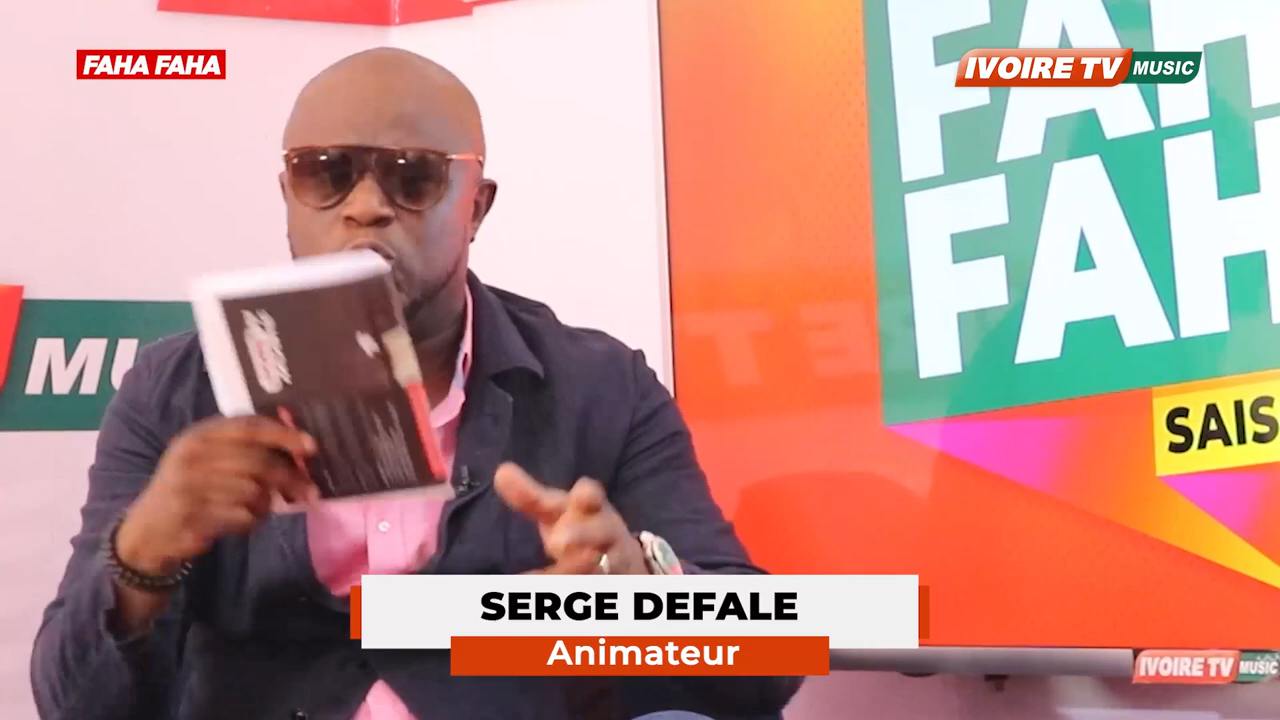 FAHA FAHA
IVOIRE TV MUSIC
FAH
FAH
SAIS
MU
SERGE DEFALE
Animateur
IVOIRE TV MUSIC